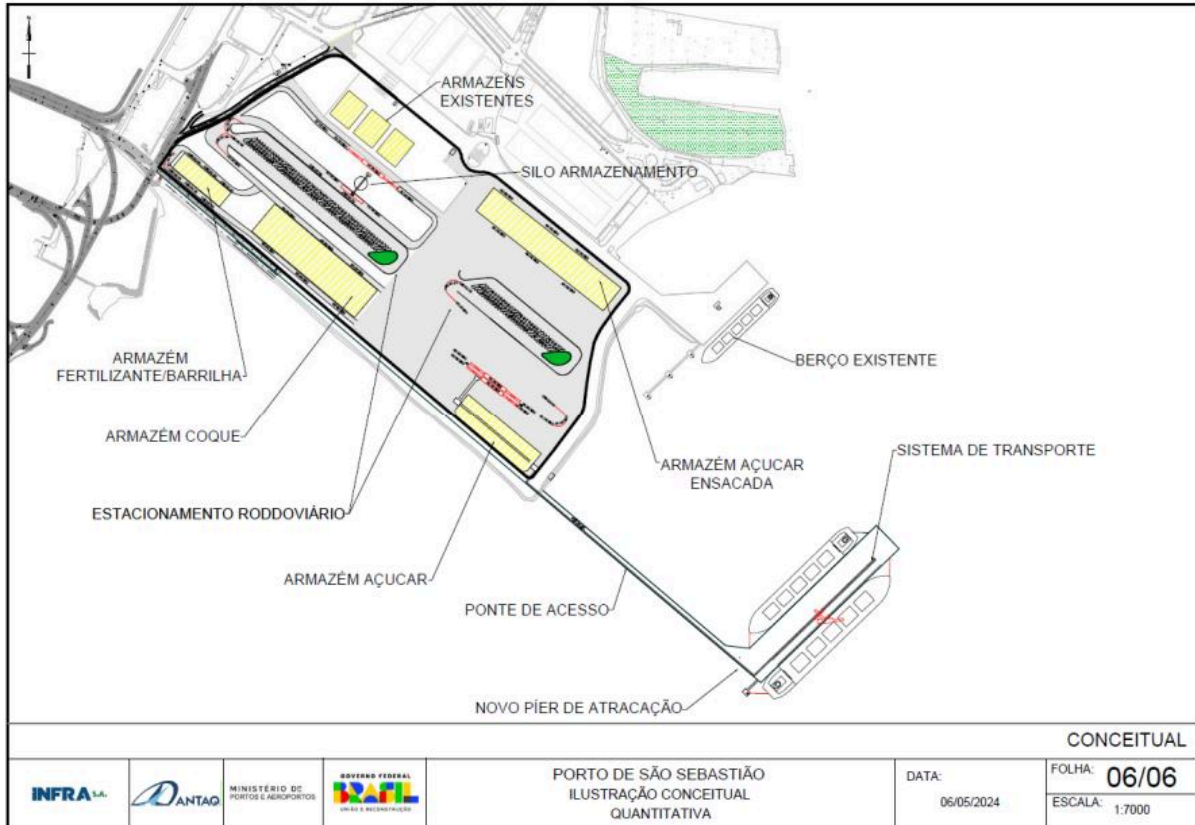 ARMAZENS
EXISTENTES
SILO ARMAZENAMENTO
BERÇO EXISTENTE
ARMAZÉM
FERTILIZANTE/BARRILHA
ARMAZÉM COQUE
ARMAZÉM AÇUCAR
ENSACADA
SISTEMA DE TRANSPORTE
ESTACIONAMENTO RODDOVIÁRIO
ARMAZÉM AÇUCAR
PONTE DE ACESSO
NOVO PÍER DE ATRACAÇÃO
CONCEITUAL
INFRA S.A.
ANTAQ
MINISTÉRIO DE
PORTOS E AEROPORTOS
GOVERNO FEDERAL
BRASIL
UNIÃO E RECONSTRUÇÃO
PORTO DE SÃO SEBASTIÃO
ILUSTRAÇÃO CONCEITUAL
QUANTITATIVA
DATA:
06/05/2024
FOLHA: 06/06
ESCALA: 1:7000